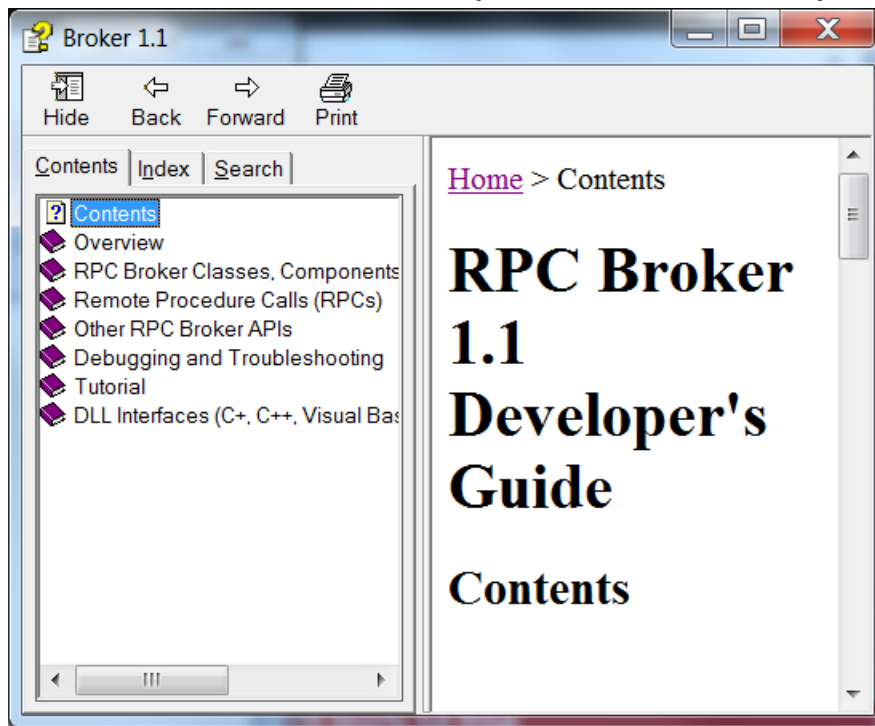 Broker 1.1
X
Hide Back Forward Print
Contents Index Search
Contents
Overview
RPC Broker Classes, Components
Remote Procedure Calls (RPCs)
Other RPC Broker APIs
Debugging and Troubleshooting
Tutorial
DLL Interfaces (C+, C++, Visual Bas
Home > Contents
RPC Broker
1.1
Developer's
Guide
Contents